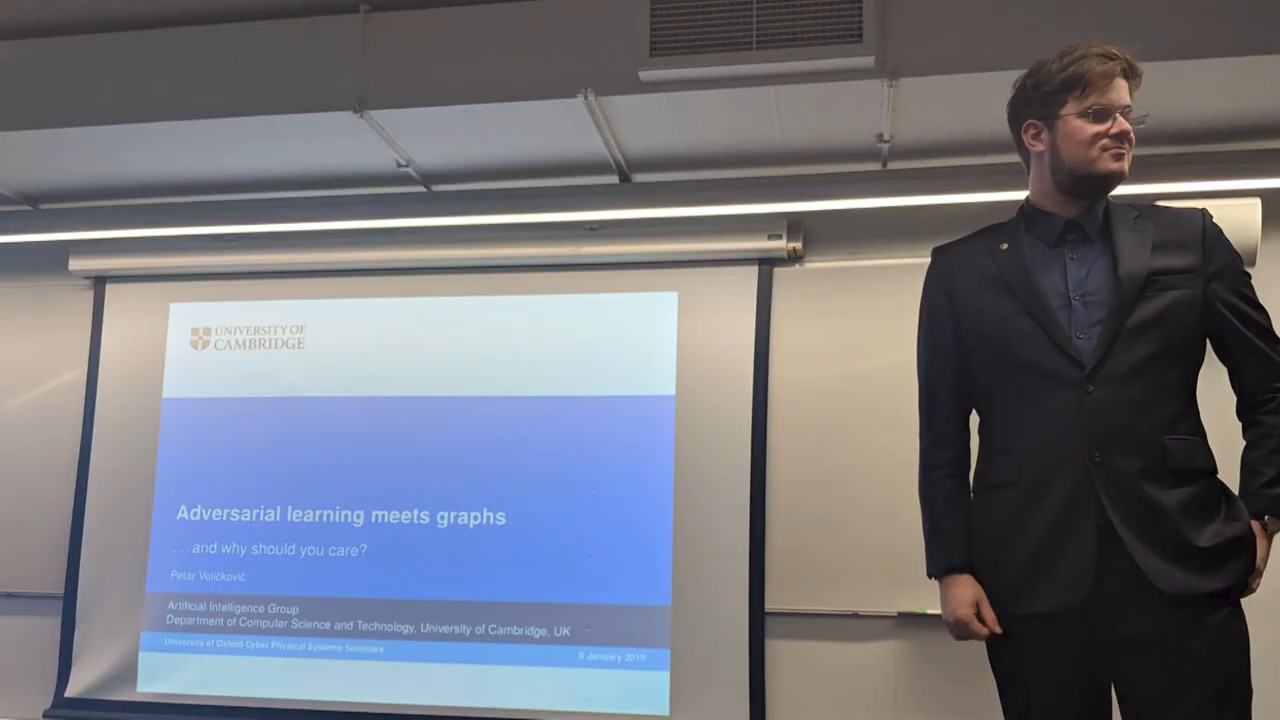 UNIVERSITY OF
CAMBRIDGE
Adversarial learning meets graphs
...and why should you care?
Petar Veličković
Artificial Intelligence Group
Department of Computer Science and Technology, University of Cambridge, UK
University of Oxford Cyber Physical Systems Seminars
9 January 2019